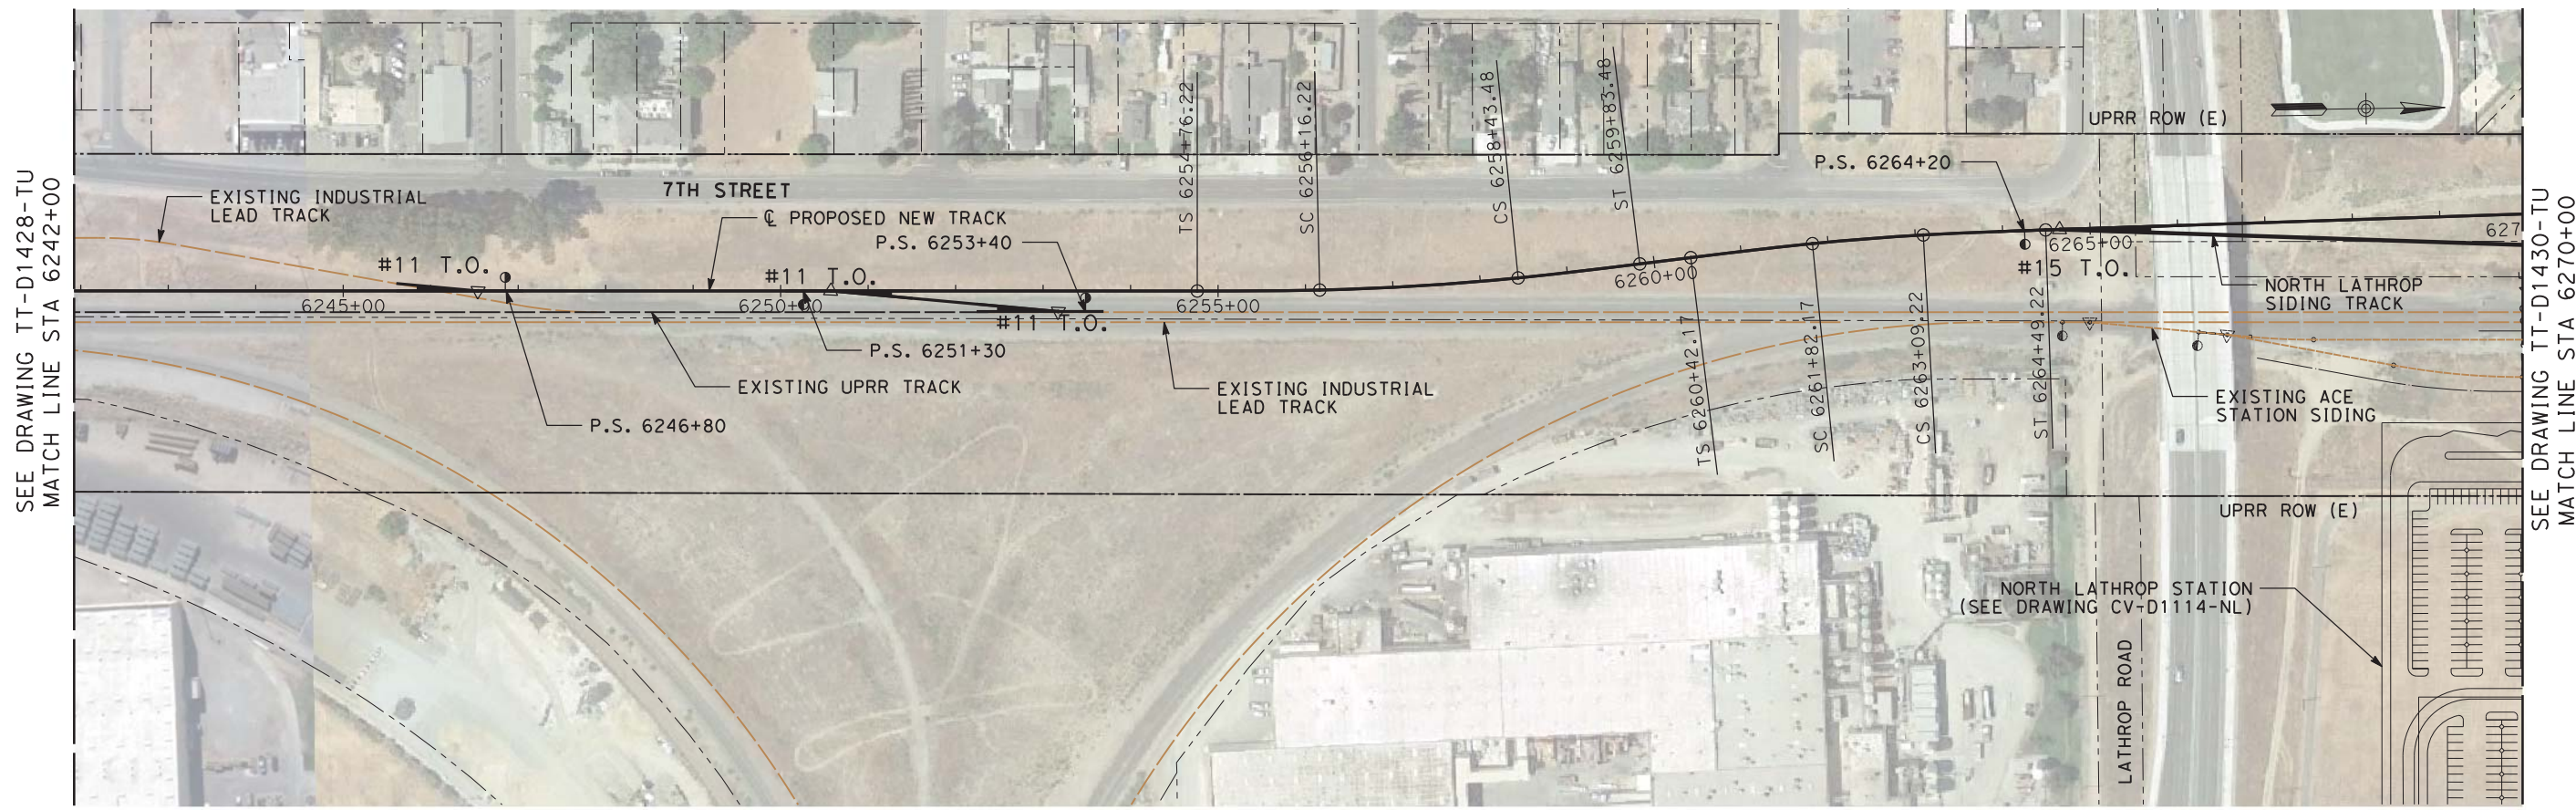 SEE DRAWING TT-D1428-TU
MATCH LINE STA 6242+00
EXISTING INDUSTRIAL
LEAD TRACK
7TH STREET
℄ PROPOSED NEW TRACK
P.S. 6253+40
#11 T.O.
#11 T.O.
6245+00
6250+00
#11 T.O.
6255+00
P.S. 6251+30
EXISTING UPRR TRACK
P.S. 6246+80
EXISTING INDUSTRIAL
LEAD TRACK
TS 6254+76.22
SC 6256+16.22
CS 6258+43.48
ST 6259+83.48
6260+00
TS 6260+42.17
SC 6261+82.17
CS 6263+09.22
ST 6264+49.22
UPRR ROW (E)
P.S. 6264+20
6265+00
#15 T.O.
627
NORTH LATHROP
SIDING TRACK
EXISTING ACE
STATION SIDING
UPRR ROW (E)
NORTH LATHROP STATION
(SEE DRAWING CV-D1114-NL)
LATHROP ROAD
SEE DRAWING TT-D1430-TU
MATCH LINE STA 6270+00